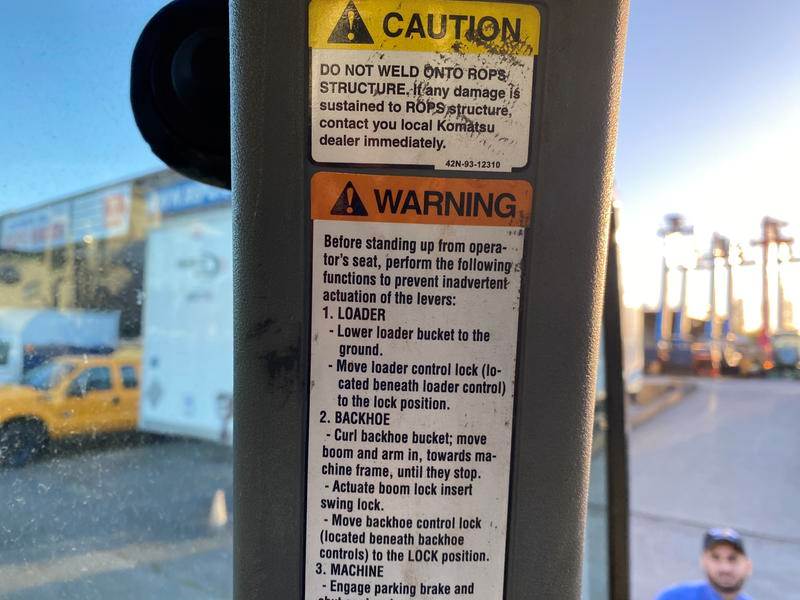 CAUTION
DO NOT WELD ONTO ROPS
STRUCTURE. If any damage is
sustained to ROPS structure,
contact you local Komatsu
dealer immediately.
42N-93-12310
WARNING
Before standing up from opera-
tor's seat, perform the following
functions to prevent inadvertent
actuation of the levers:
1. LOADER
- Lower loader bucket to the
ground.
- Move loader control lock (lo-
cated beneath loader control)
to the lock position.
2. BACKHOE
- Curl backhoe bucket; move
boom and arm in, towards ma-
chine frame, until they stop.
- Actuate boom lock insert
swing lock.
- Move backhoe control lock
(located beneath backhoe
controls) to the LOCK position.
3. MACHINE
- Engage parking brake and